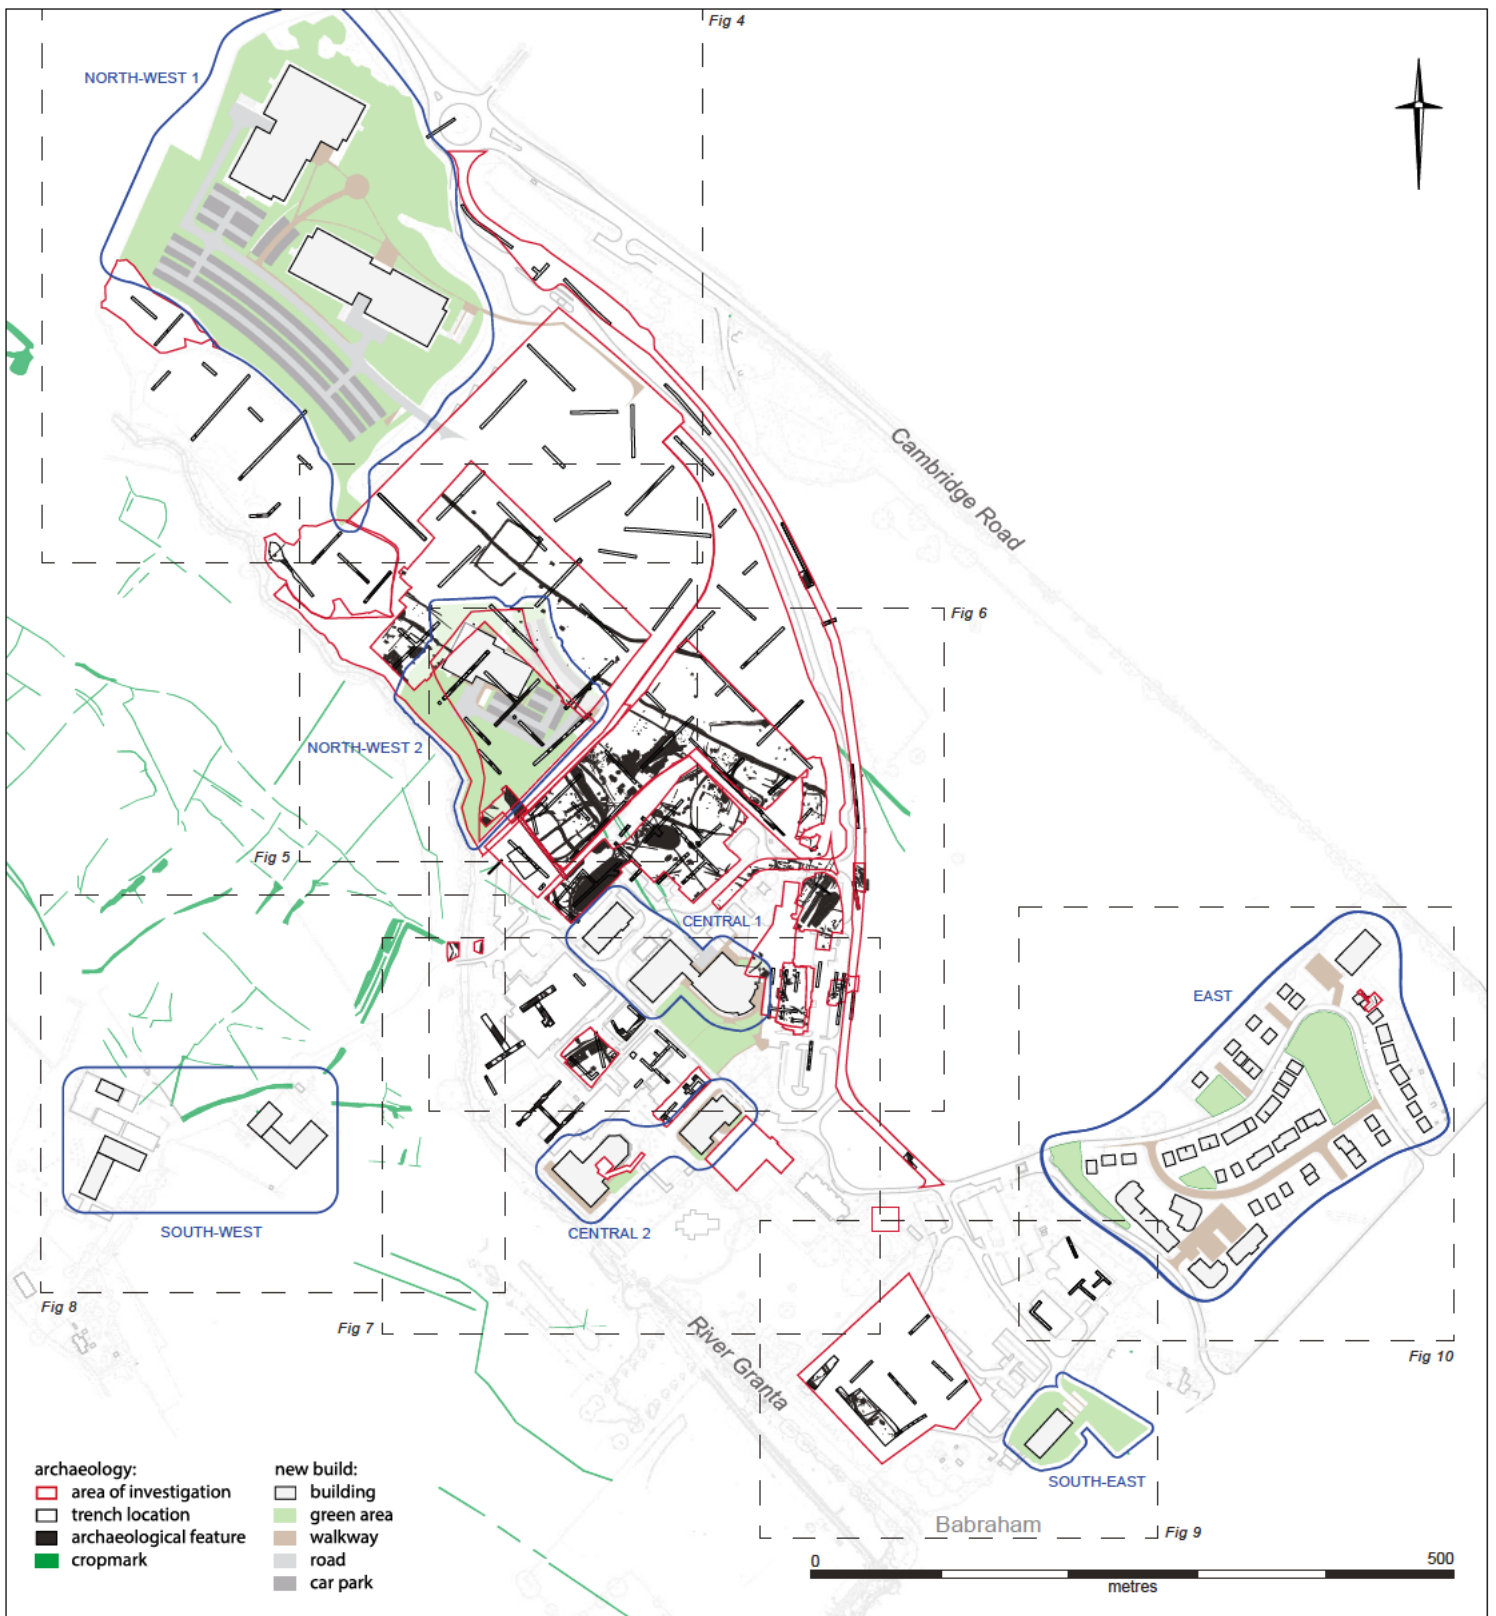 Fig 4
NORTH-WEST 1
Cambridge Road
Fig 6
NORTH-WEST 2
Fig 5
CENTRAL 1
EAST
SOUTH-WEST
CENTRAL 2
Fig 8
Fig 7
River Granta
Fig 10
SOUTH-EAST
Babraham
Fig 9
archaeology:
area of investigation
trench location
archaeological feature
cropmark
new build:
building
green area
walkway
road
car park
0 500
metres